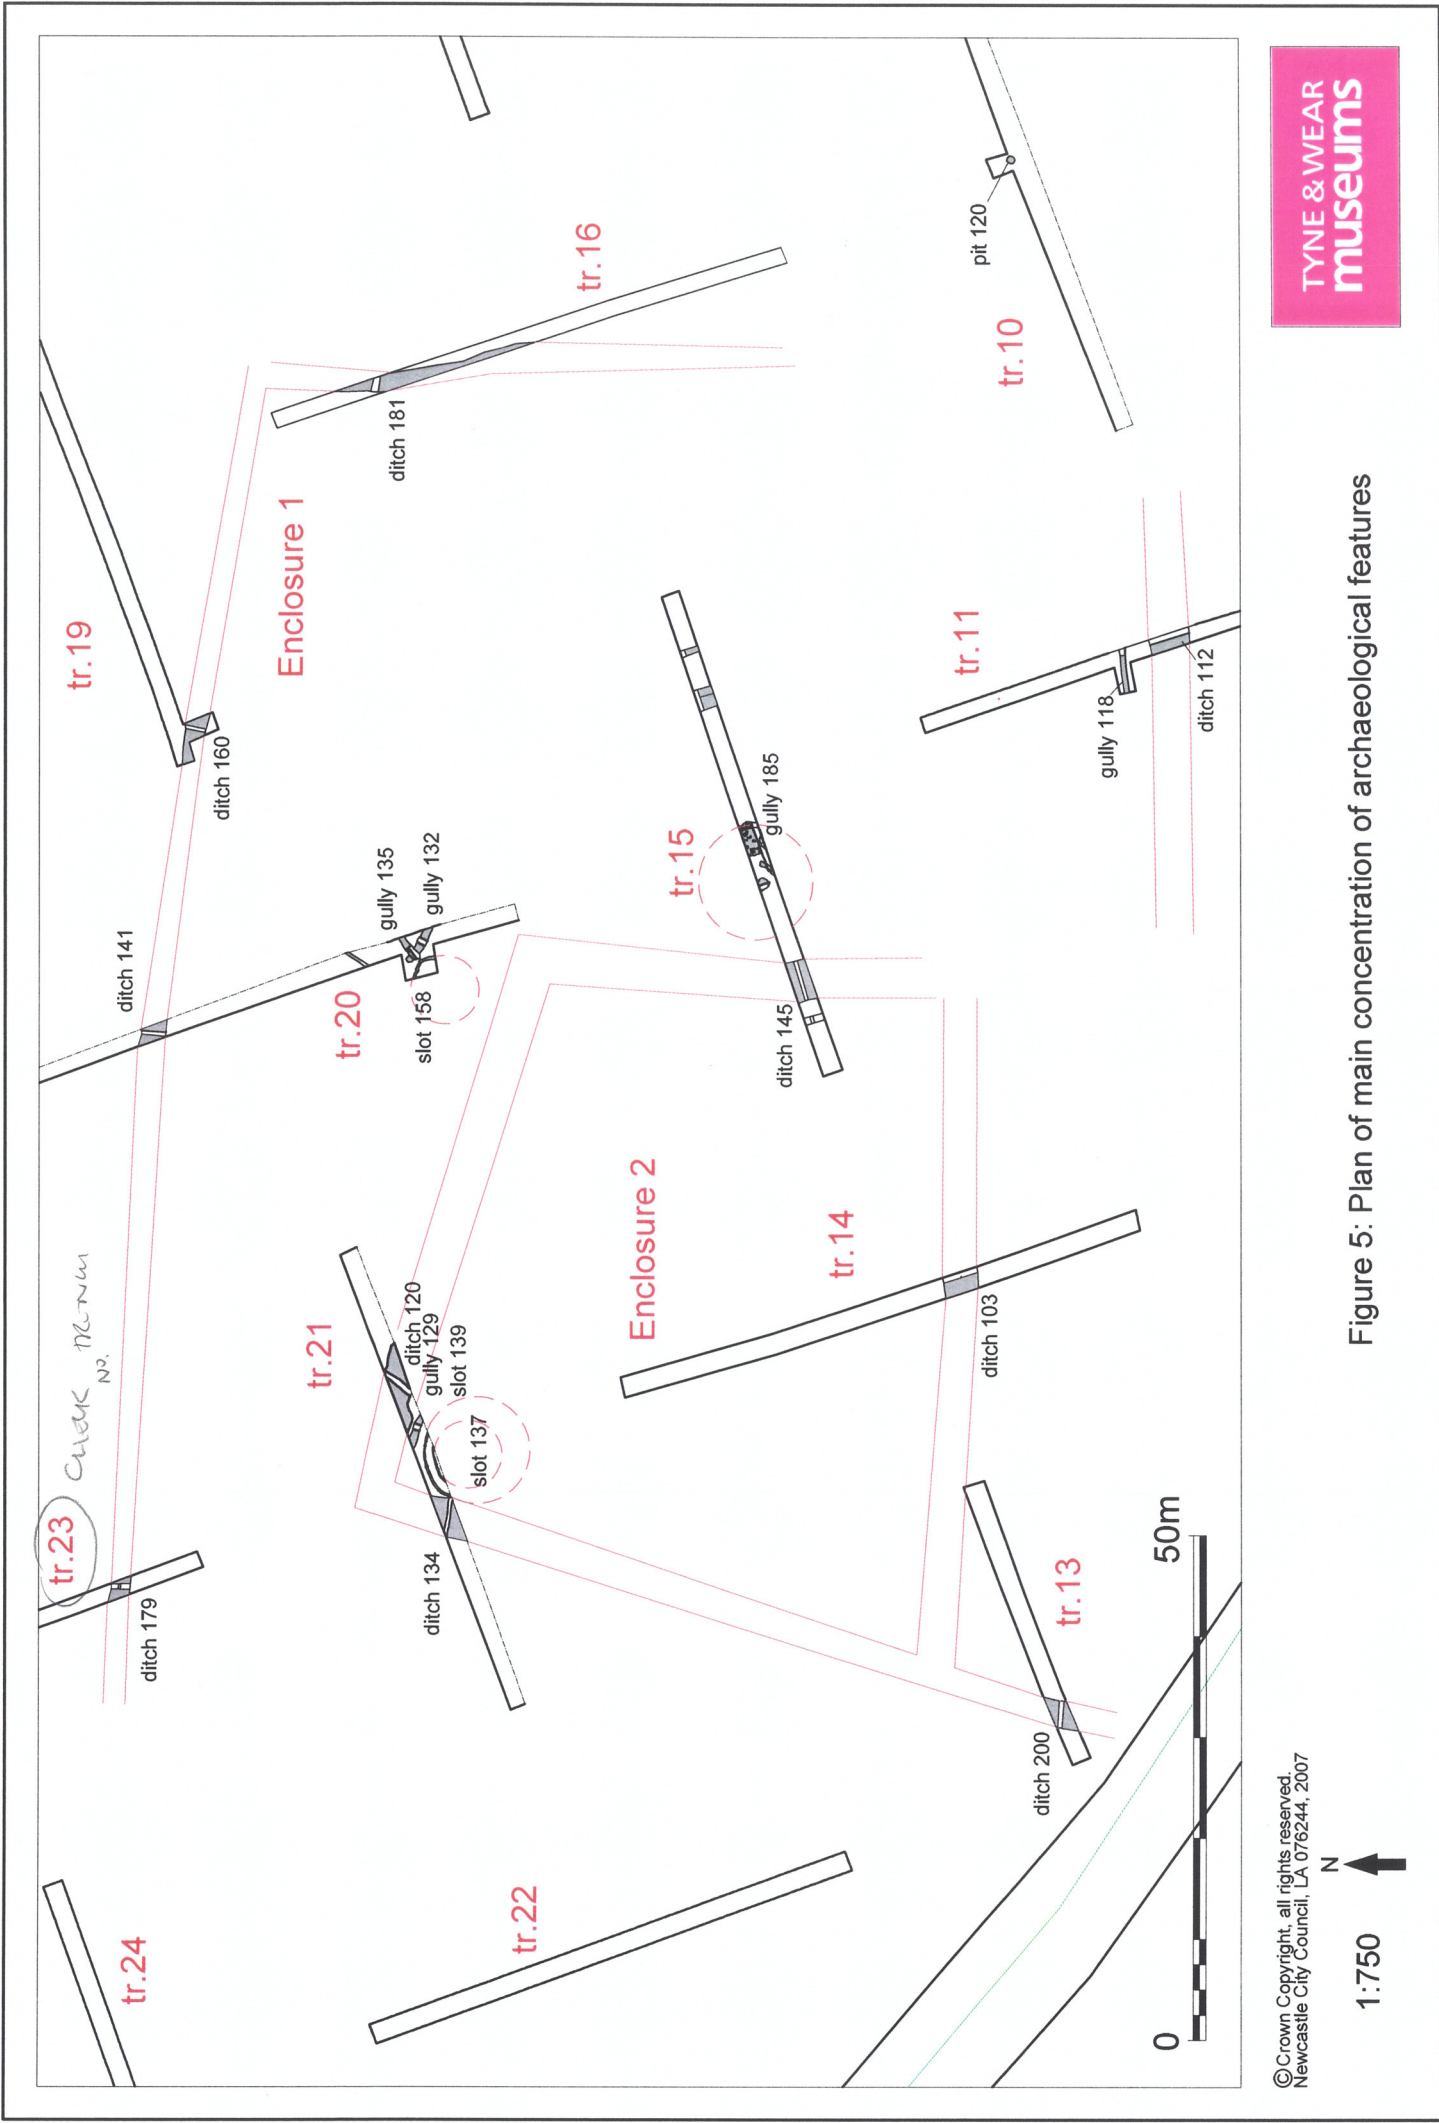 tr.24
tr.23
CHECK TRENCH
NO.
ditch 179
tr.22
tr.21
ditch 120
gully 129
slot 139
slot 137
ditch 134
ditch 141
tr.20
gully 135
gully 132
slot 158
tr.19
ditch 160
Enclosure 1
ditch 181
tr.16
tr.15
gully 185
ditch 145
Enclosure 2
tr.14
ditch 103
tr.13
ditch 200
tr.11
gully 118
ditch 112
tr.10
pit 120
0
50m
©Crown Copyright, all rights reserved.
Newcastle City Council, LA 076244, 2007
N
1:750
Figure 5: Plan of main concentration of archaeological features
TYNE & WEAR
museums